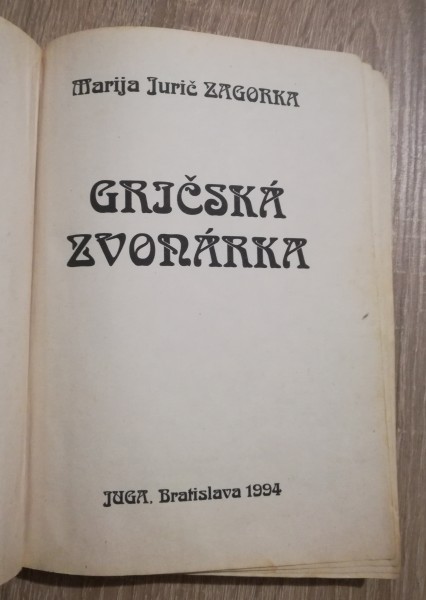 Marija Jurič ZAGORKA
GRIČSKÁ
ZVONÁRKA
JUGA. Bratislava 1994